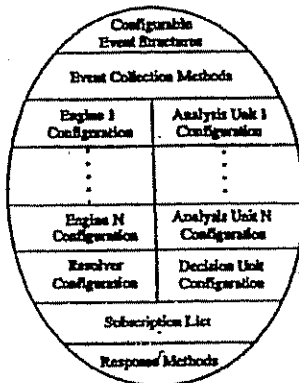 Configurable
Event Structures
Event Collection Methods
Engine 1
Configuration
Analysis Unit 1
Configuration
Engine N
Configuration
Analysis Unit N
Configuration
Resolver
Configuration
Decision Unit
Configuration
Subscription List
Response Methods